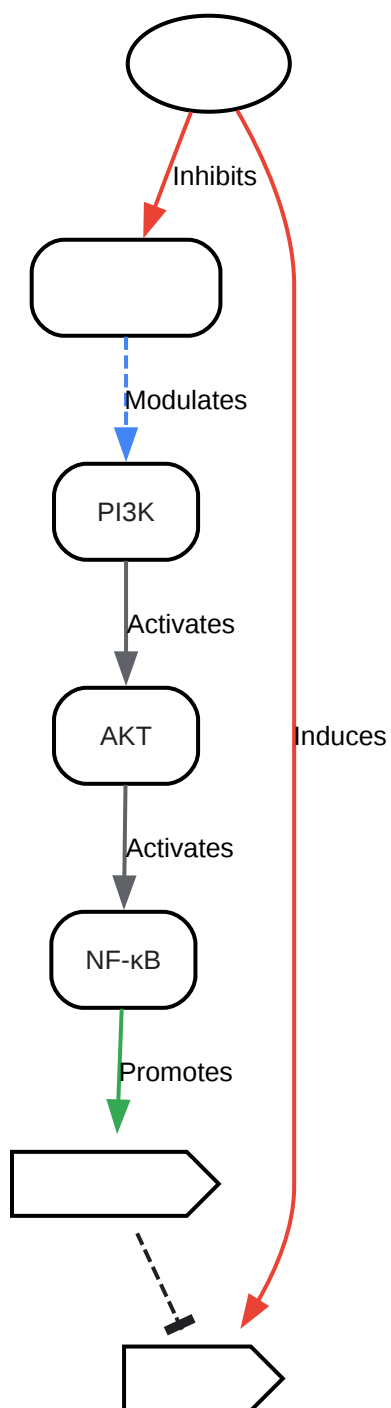 Inhibits
Modulates
PI3K
Activates
AKT
Induces
Activates
NF-κB
Promotes